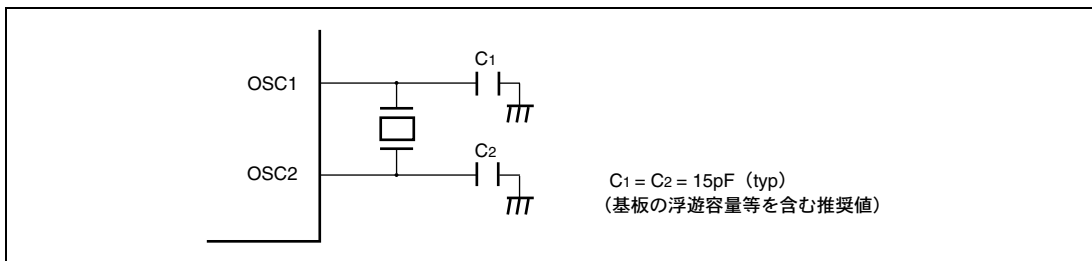 OSC1
C1
OSC2
C2
C1 = C2 = 15pF（typ）
（基板の浮遊容量等を含む推奨値）